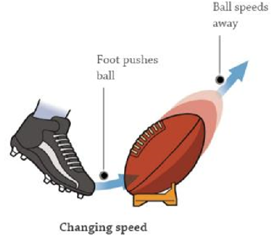 Ball speeds
away
Foot pushes
ball
Changing speed